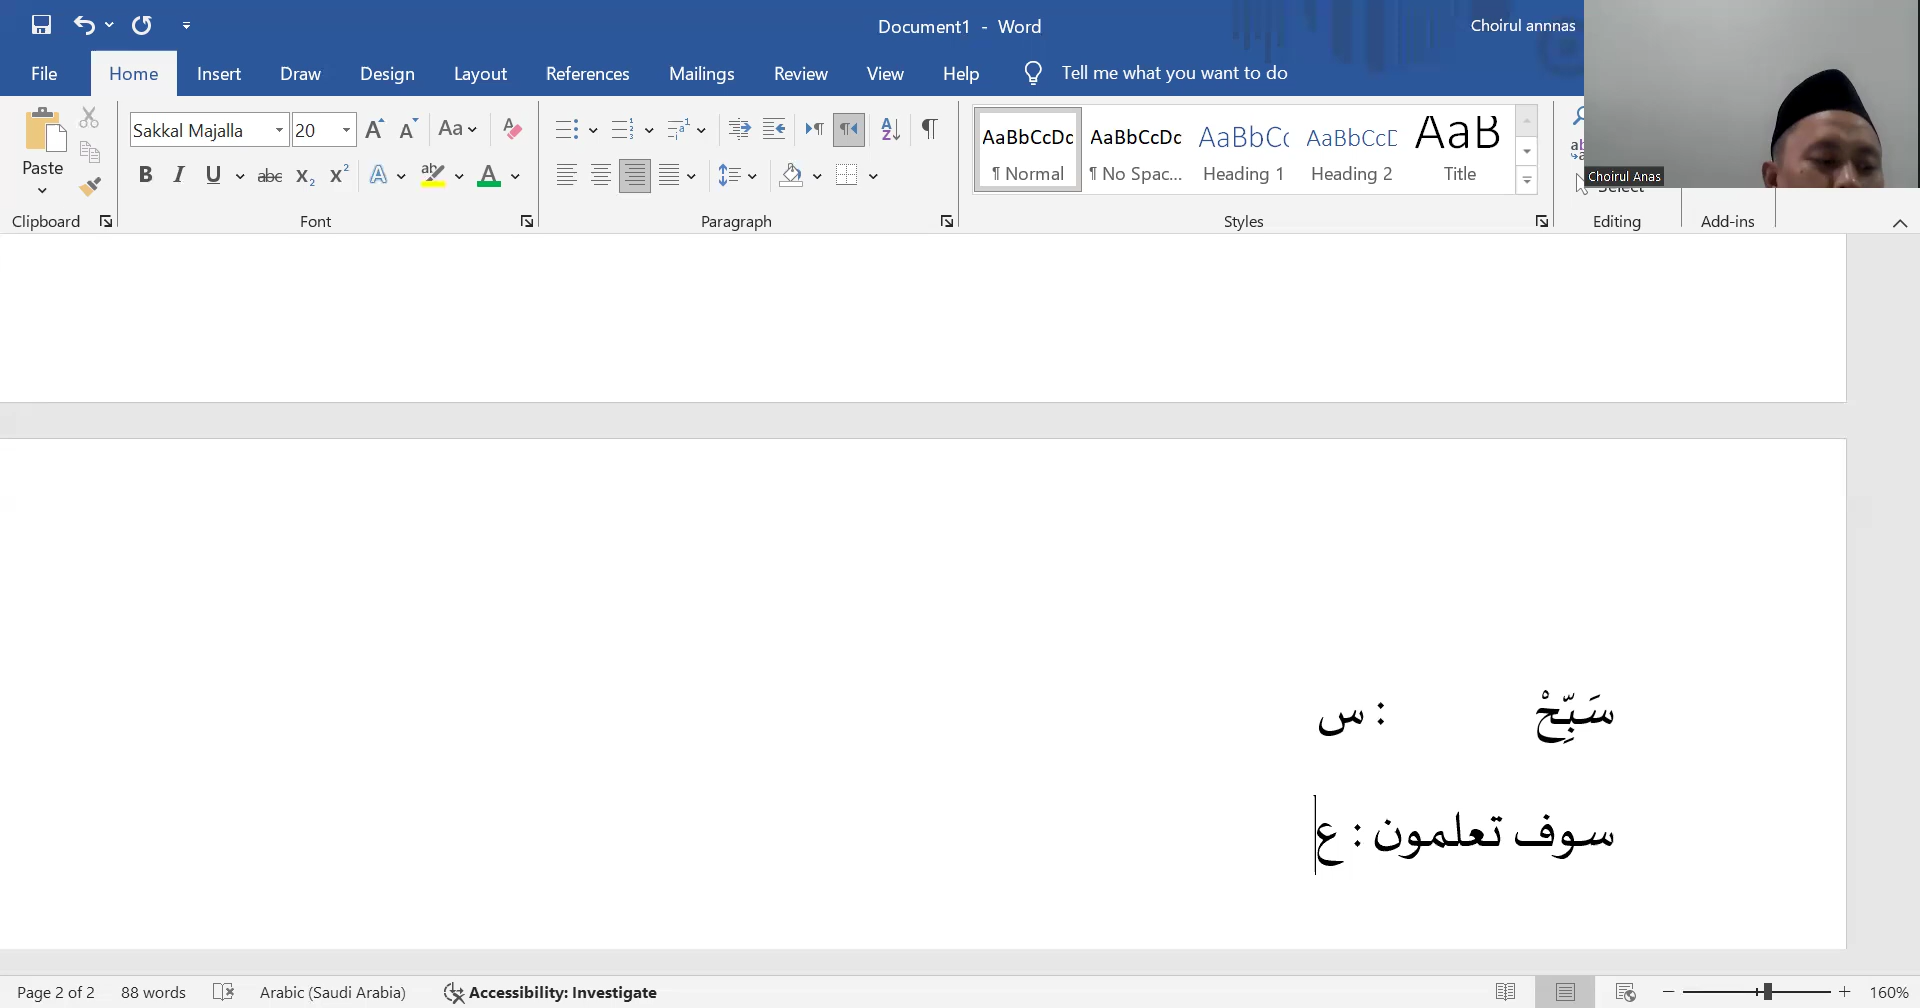 Document1 - Word
Choirul annnas
File Home Insert Draw Design Layout References Mailings Review View Help Tell me what you want to do
Paste
Sakkal Majalla 20
AaBbCcDc AaBbCcDc AaBbCc AaBbCcD AaB
¶ Normal ¶ No Spac... Heading 1 Heading 2 Title
Choirul Anas
Select
Clipboard Font Paragraph Styles Editing Add-ins
سَبِّحْ : س
سوف تعلمون : ع
Page 2 of 2 88 words Arabic (Saudi Arabia) Accessibility: Investigate 160%